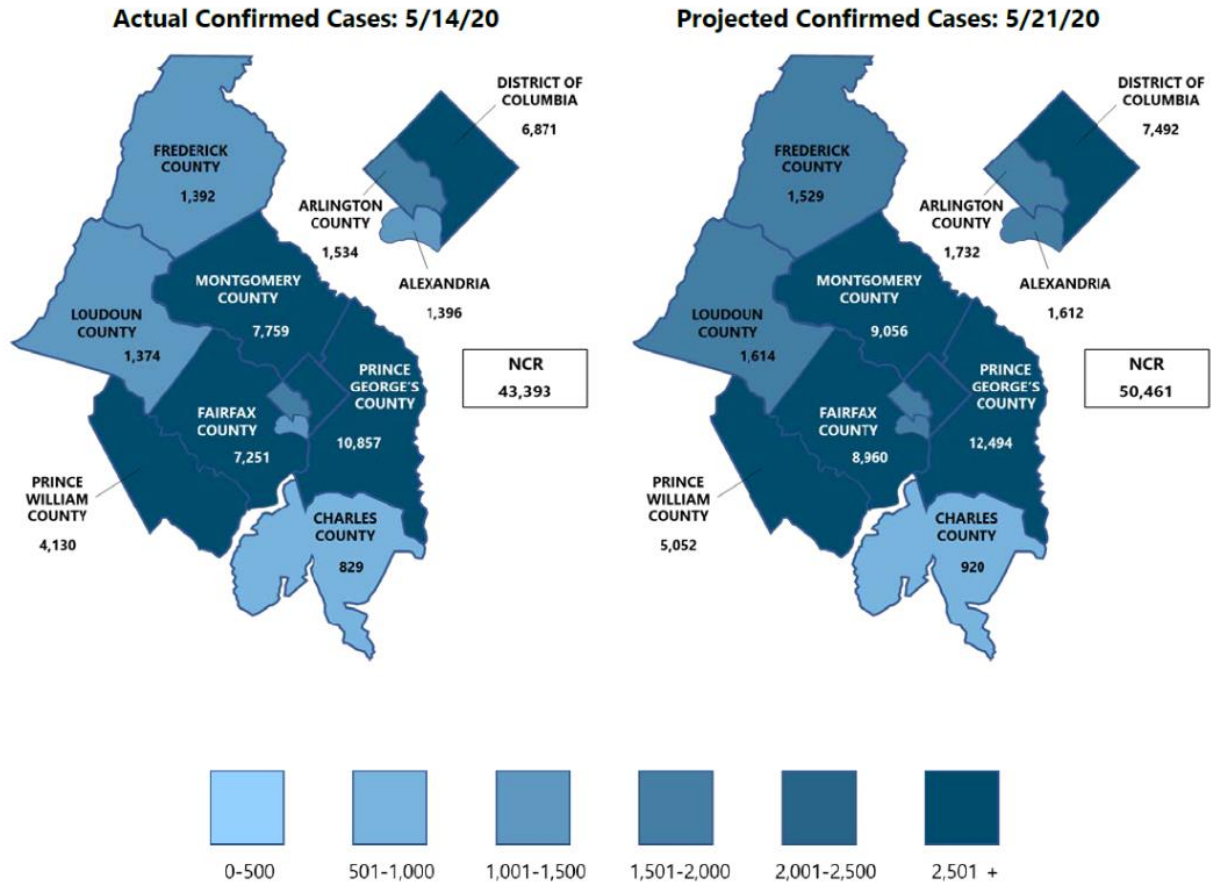 Actual Confirmed Cases: 5/14/20
DISTRICT OF
COLUMBIA
6,871
FREDERICK
COUNTY
1,392
ARLINGTON
COUNTY
1,534
ALEXANDRIA
1,396
MONTGOMERY
COUNTY
7,759
LOUDOUN
COUNTY
1,374
NCR
43,393
PRINCE
GEORGE'S
COUNTY
10,857
FAIRFAX
COUNTY
7,251
PRINCE
WILLIAM
COUNTY
4,130
CHARLES
COUNTY
829
Projected Confirmed Cases: 5/21/20
DISTRICT OF
COLUMBIA
7,492
FREDERICK
COUNTY
1,529
ARLINGTON
COUNTY
1,732
ALEXANDRIA
1,612
MONTGOMERY
COUNTY
9,056
LOUDOUN
COUNTY
1,614
NCR
50,461
PRINCE
GEORGE'S
COUNTY
12,494
FAIRFAX
COUNTY
8,960
PRINCE
WILLIAM
COUNTY
5,052
CHARLES
COUNTY
920
0-500
501-1,000
1,001-1,500
1,501-2,000
2,001-2,500
2,501 +